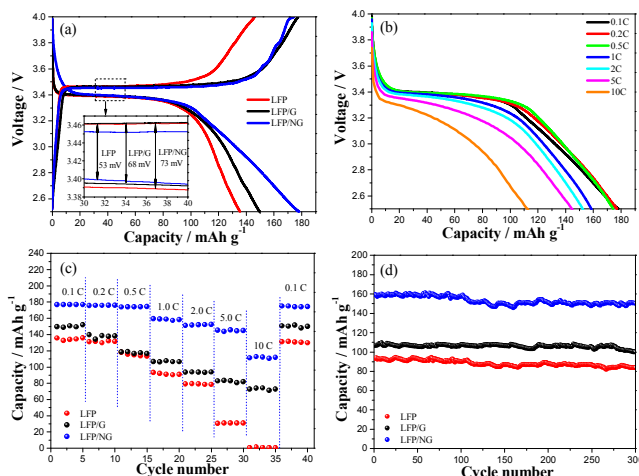 (a)
Voltage / V
4.0
3.8
3.6
3.4
3.2
3.0
2.8
2.6
LFP
LFP/G
LFP/NG
3.46
3.44
3.42
3.40
3.38
LFP
53 mV
LFP/G
68 mV
LFP/NG
73 mV
30 32 34 36 38 40
0 20 40 60 80 100 120 140 160 180
Capacity / mAh g-1
(b)
Voltage / V
4.0
3.8
3.6
3.4
3.2
3.0
2.8
2.6
0.1C
0.2C
0.5C
1C
2C
5C
10C
0 20 40 60 80 100 120 140 160 180
Capacity / mAh g-1
(c)
Capacity / mAh g-1
240
220
200
180
160
140
120
100
80
60
40
20
0
0.1 C 0.2 C 0.5 C 1.0 C 2.0 C 5.0 C 10 C 0.1 C
LFP
LFP/G
LFP/NG
0 5 10 15 20 25 30 35 40
Cycle number
(d)
Capacity / mAh g-1
200
180
160
140
120
100
80
60
40
20
0
LFP
LFP/G
LFP/NG
0 50 100 150 200 250 300
Cycle number